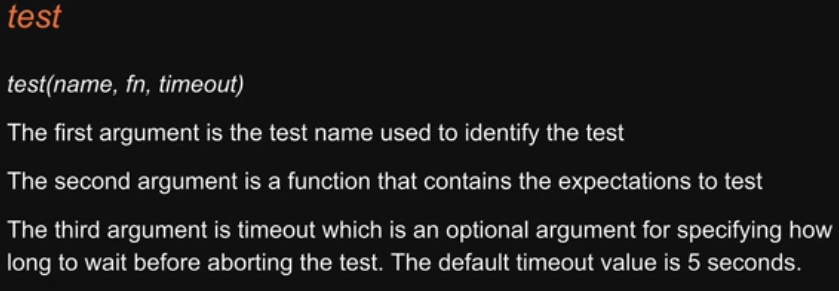 test
test(name, fn, timeout)
The first argument is the test name used to identify the test
The second argument is a function that contains the expectations to test
The third argument is timeout which is an optional argument for specifying how
long to wait before aborting the test. The default timeout value is 5 seconds.